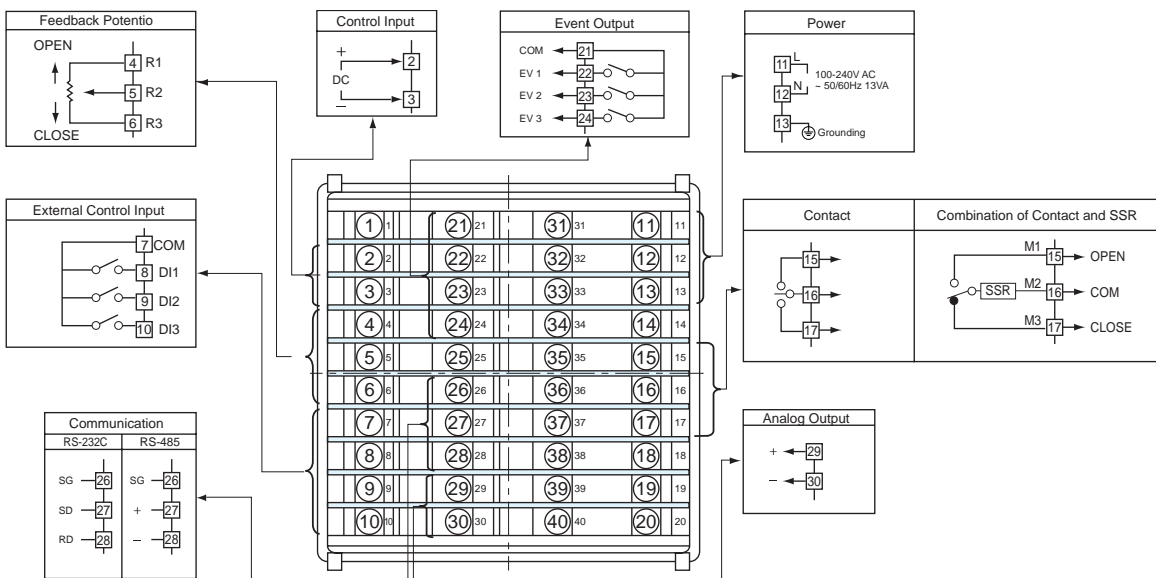 Feedback Potentio
OPEN
4 R1
5 R2
6 R3
CLOSE
Control Input
+
2
DC
3
−
Event Output
COM 21
EV 1 22
EV 2 23
EV 3 24
Power
11 L
100-240V AC
~ 50/60Hz 13VA
12 N
13 Grounding
External Control Input
7 COM
8 DI1
9 DI2
10 DI3
1 1 21 21 31 31 11 11
2 2 22 22 32 32 12 12
3 3 23 23 33 33 13 13
4 4 24 24 34 34 14 14
5 5 25 25 35 35 15 15
6 6 26 26 36 36 16 16
7 7 27 27 37 37 17 17
8 8 28 28 38 38 18 18
9 9 29 29 39 39 19 19
10 10 30 30 40 40 20 20
Contact
15
16
17
Combination of Contact and SSR
M1 15 OPEN
SSR M2 16 COM
M3 17 CLOSE
Communication
RS-232C RS-485
SG 26 SG 26
SD 27 + 27
RD 28 − 28
Analog Output
+ 29
− 30